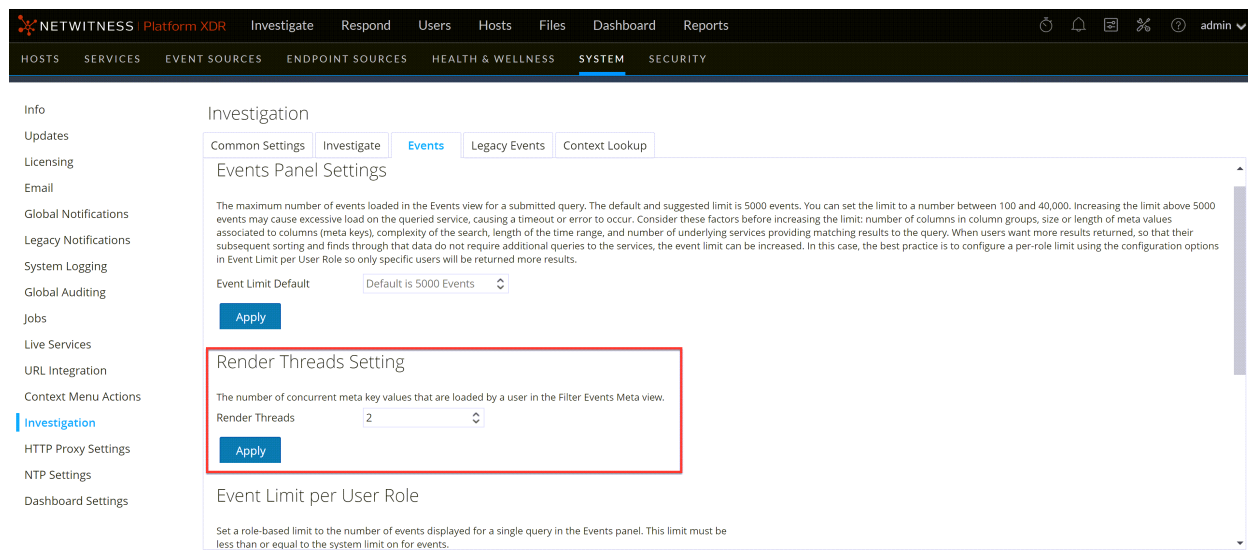 NETWITNESS Platform XDR Investigate Respond Users Hosts Files Dashboard Reports admin
HOSTS SERVICES EVENT SOURCES ENDPOINT SOURCES HEALTH & WELLNESS SYSTEM SECURITY
Info
Updates
Licensing
Email
Global Notifications
Legacy Notifications
System Logging
Global Auditing
Jobs
Live Services
URL Integration
Context Menu Actions
Investigation
HTTP Proxy Settings
NTP Settings
Dashboard Settings
Investigation
Common Settings Investigate Events Legacy Events Context Lookup
Events Panel Settings
The maximum number of events loaded in the Events view for a submitted query. The default and suggested limit is 5000 events. You can set the limit to a number between 100 and 40,000. Increasing the limit above 5000
events may cause excessive load on the queried service, causing a timeout or error to occur. Consider these factors before increasing the limit: number of columns in column groups, size or length of meta values
associated to columns (meta keys), complexity of the search, length of the time range, and number of underlying services providing matching results to the query. When users want more results returned, so that their
subsequent sorting and finds through that data do not require additional queries to the services, the event limit can be increased. In this case, the best practice is to configure a per-role limit using the configuration options
in Event Limit per User Role so only specific users will be returned more results.
Event Limit Default Default is 5000 Events
Apply
Render Threads Setting
The number of concurrent meta key values that are loaded by a user in the Filter Events Meta view.
Render Threads 2
Apply
Event Limit per User Role
Set a role-based limit to the number of events displayed for a single query in the Events panel. This limit must be
less than or equal to the system limit on for events.